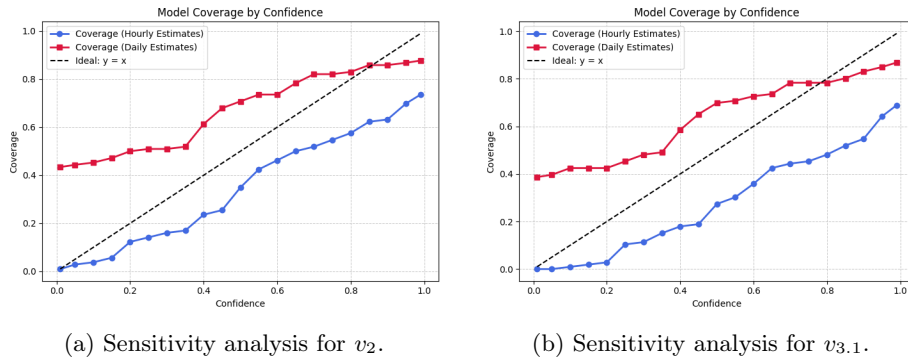 Model Coverage by Confidence
Coverage (Hourly Estimates)
Coverage (Daily Estimates)
Ideal: y = x
Coverage
1.0
0.8
0.6
0.4
0.2
0.0
0.0 0.2 0.4 0.6 0.8 1.0
Confidence
(a) Sensitivity analysis for v₂.
Model Coverage by Confidence
Coverage (Hourly Estimates)
Coverage (Daily Estimates)
Ideal: y = x
Coverage
1.0
0.8
0.6
0.4
0.2
0.0
0.0 0.2 0.4 0.6 0.8 1.0
Confidence
(b) Sensitivity analysis for v₃.₁.